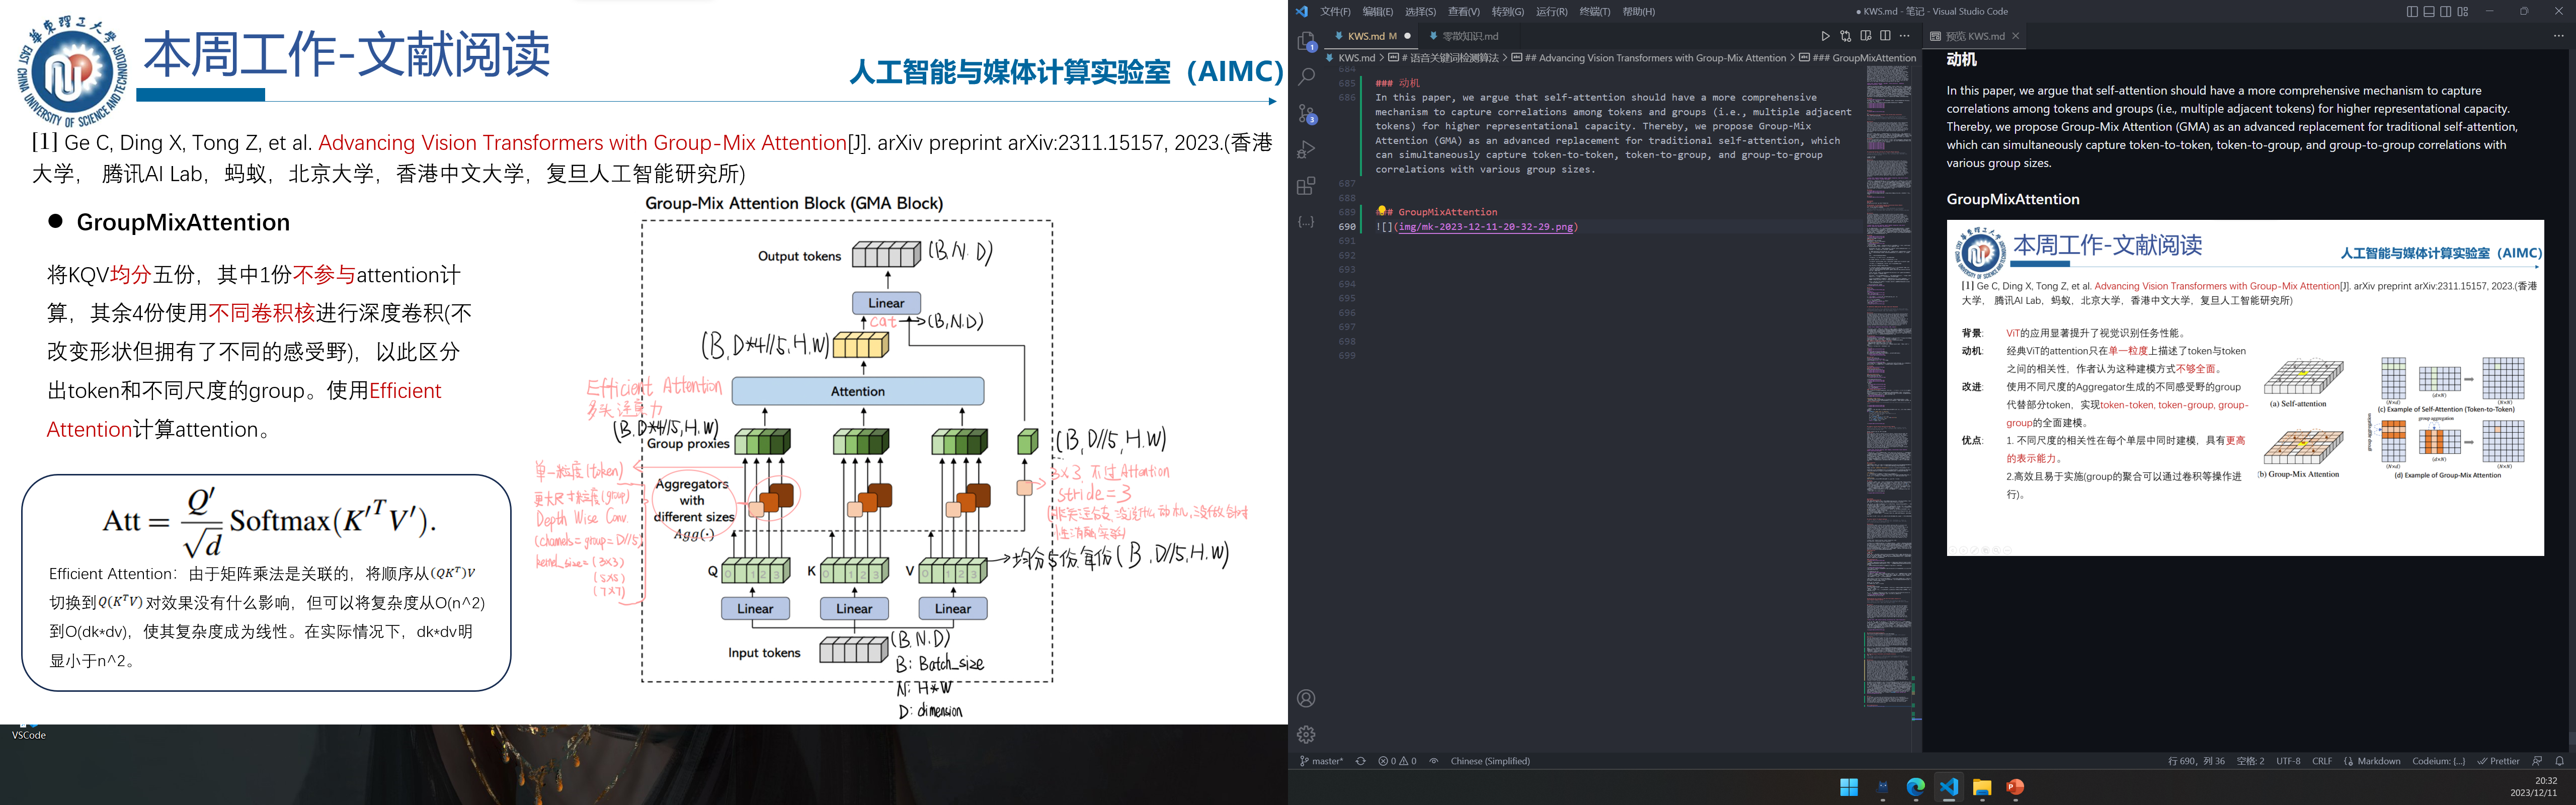 本周工作-文献阅读
人工智能与媒体计算实验室（AIMC）
[1] Ge C, Ding X, Tong Z, et al. Advancing Vision Transformers with Group-Mix Attention[J]. arXiv preprint arXiv:2311.15157, 2023.(香港
大学， 腾讯AI Lab，蚂蚁，北京大学，香港中文大学，复旦人工智能研究所)
● GroupMixAttention
将KQV均分五份，其中1份不参与attention计
算，其余4份使用不同卷积核进行深度卷积(不
改变形状但拥有了不同的感受野)，以此区分
出token和不同尺度的group。使用Efficient
Attention计算attention。
Att = Q′/√d Softmax(K′ᵀV′).
Efficient Attention：由于矩阵乘法是关联的，将顺序从(QKᵀ)V
切换到Q(KᵀV)对效果没有什么影响，但可以将复杂度从O(n^2)
到O(dk*dv)，使其复杂度成为线性。在实际情况下，dk*dv明
显小于n^2。
Group-Mix Attention Block (GMA Block)
Output tokens
(B,N,D)
Linear
cat
(B,N,D)
(B,D*4//5,H,W)
Attention
Efficient Attention
多头注意力
(B,D*4//5,H,W)
Group proxies
(B,D//5,H,W)
单一粒度(token)
更大尺寸粒度(group)
Depth Wise Conv.
(channels=group=D//5)
kernel_size=(3×3)
(5×5)
(7×7)
Aggregators
with
different sizes
Agg(·)
3×3,不过Attention
stride=3
Q 0 1 2 3
K 0 1 2 3
V 0 1 2 3
均分5份,每份(B,D//5,H,W)
Linear
Linear
Linear
Input tokens
(B,N,D)
B: Batch_size
N: H*W
D: dimension
VSCode
文件(F) 编辑(E) 选择(S) 查看(V) 转到(G) 运行(R) 终端(T) 帮助(H)
● KWS.md - 笔记 - Visual Studio Code
KWS.md M ●
零散知识.md
KWS.md > # 语音关键词检测算法 > ## Advancing Vision Transformers with Group-Mix Attention > ### GroupMixAttention
684
685 ### 动机
686 In this paper, we argue that self-attention should have a more comprehensive
mechanism to capture correlations among tokens and groups (i.e., multiple adjacent
tokens) for higher representational capacity. Thereby, we propose Group-Mix
Attention (GMA) as an advanced replacement for traditional self-attention, which
can simultaneously capture token-to-token, token-to-group, and group-to-group
correlations with various group sizes.
687
688
689 ### GroupMixAttention
690 ![](img/mk-2023-12-11-20-32-29.png)
691
692
693
694
695
696
697
698
699
预览 KWS.md
动机
In this paper, we argue that self-attention should have a more comprehensive mechanism to capture
correlations among tokens and groups (i.e., multiple adjacent tokens) for higher representational capacity.
Thereby, we propose Group-Mix Attention (GMA) as an advanced replacement for traditional self-attention,
which can simultaneously capture token-to-token, token-to-group, and group-to-group correlations with
various group sizes.
GroupMixAttention
本周工作-文献阅读
人工智能与媒体计算实验室（AIMC）
[1] Ge C, Ding X, Tong Z, et al. Advancing Vision Transformers with Group-Mix Attention[J]. arXiv preprint arXiv:2311.15157, 2023.(香港
大学， 腾讯AI Lab，蚂蚁，北京大学，香港中文大学，复旦人工智能研究所)
背景: ViT的应用显著提升了视觉识别任务性能。
动机: 经典ViT的attention只在单一粒度上描述了token与token
之间的相关性，作者认为这种建模方式不够全面。
改进: 使用不同尺度的Aggregator生成的不同感受野的group
代替部分token，实现token-token, token-group, group-
group的全面建模。
优点: 1. 不同尺度的相关性在每个单层中同时建模，具有更高
的表示能力。
2.高效且易于实施(group的聚合可以通过卷积等操作进
行)。
(a) Self-attention
(b) Group-Mix Attention
(N×d)
(d×N)
(N×N)
(c) Example of Self-Attention (Token-to-Token)
(N×d)
(d×N)
(N×N)
(d) Example of Group-Mix Attention
master*
0 0
Chinese (Simplified)
行 690，列 36 空格: 2 UTF-8 CRLF Markdown Codeium: {...} Prettier
20:32
2023/12/11